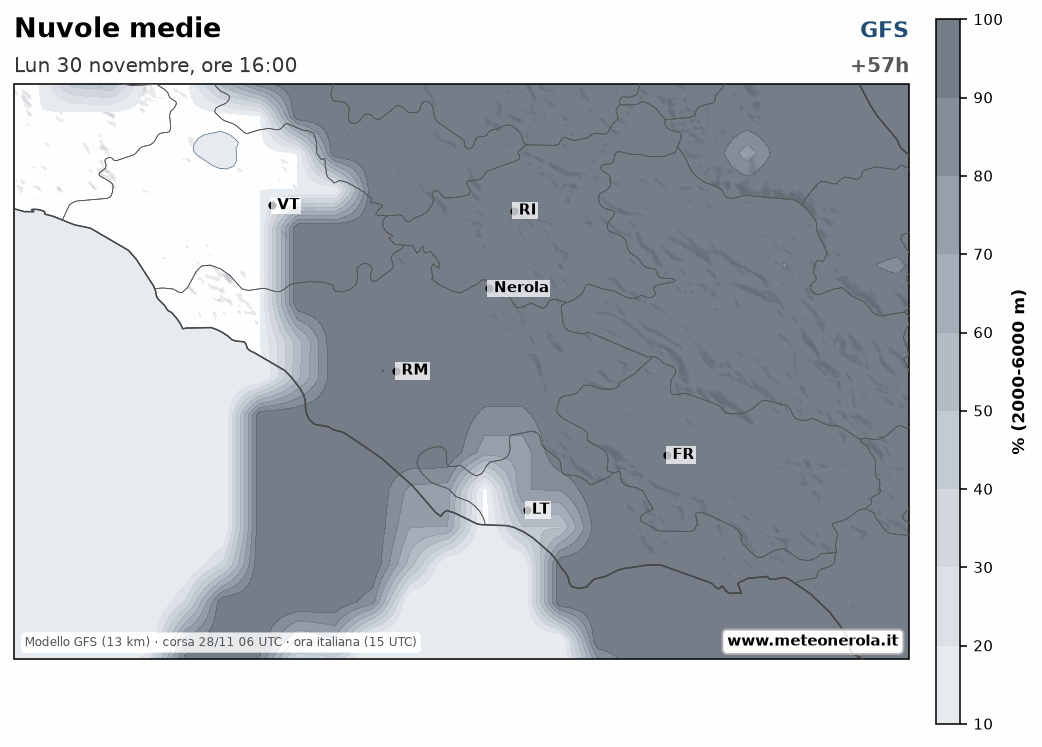 Nuvole medie
GFS
Lun 30 novembre, ore 16:00
+57h
100
90
80
70
60
50
40
30
20
10
% (2000-6000 m)
VT
RI
Nerola
RM
FR
LT
Modello GFS (13 km) · corsa 28/11 06 UTC · ora italiana (15 UTC)
www.meteonerola.it